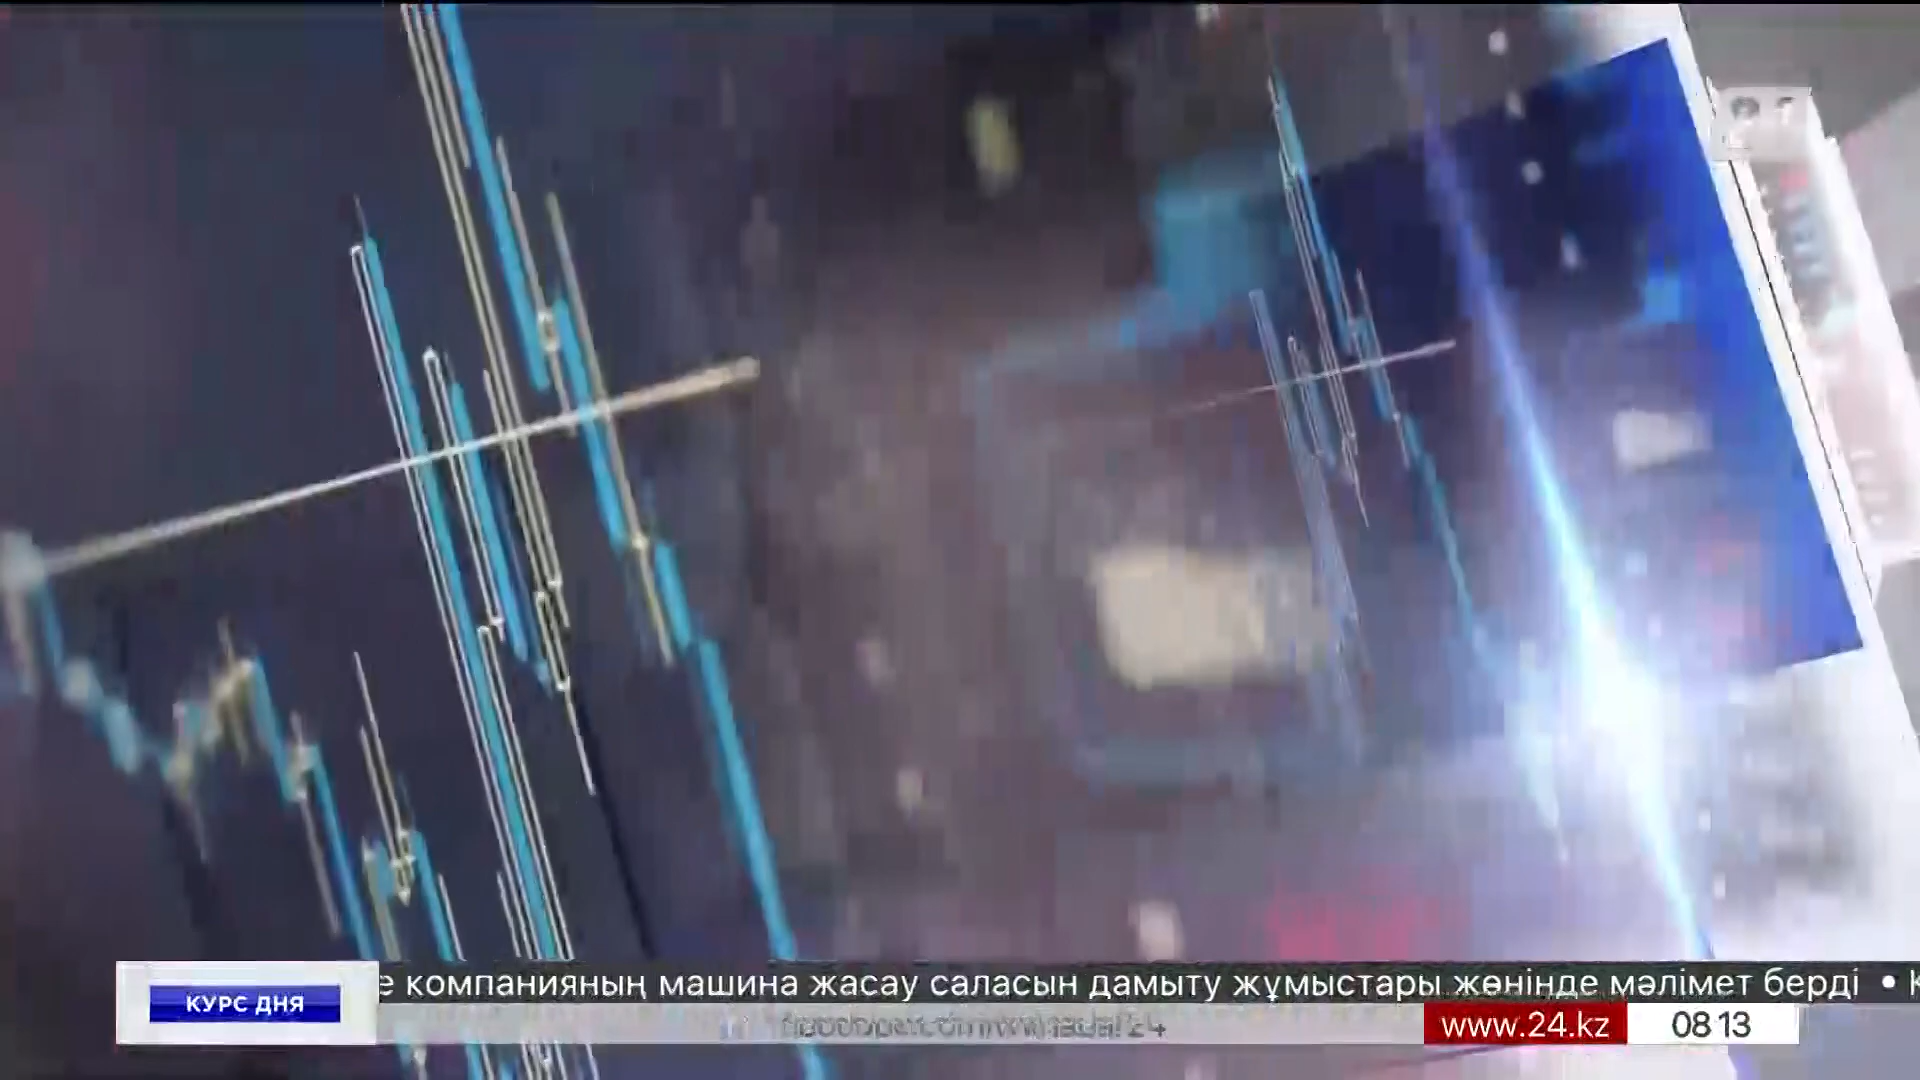 е компанияның машина жасау саласын дамыту жұмыстары жөнінде мәлімет берді • К
КУРС ДНЯ
www.24.kz 08 13